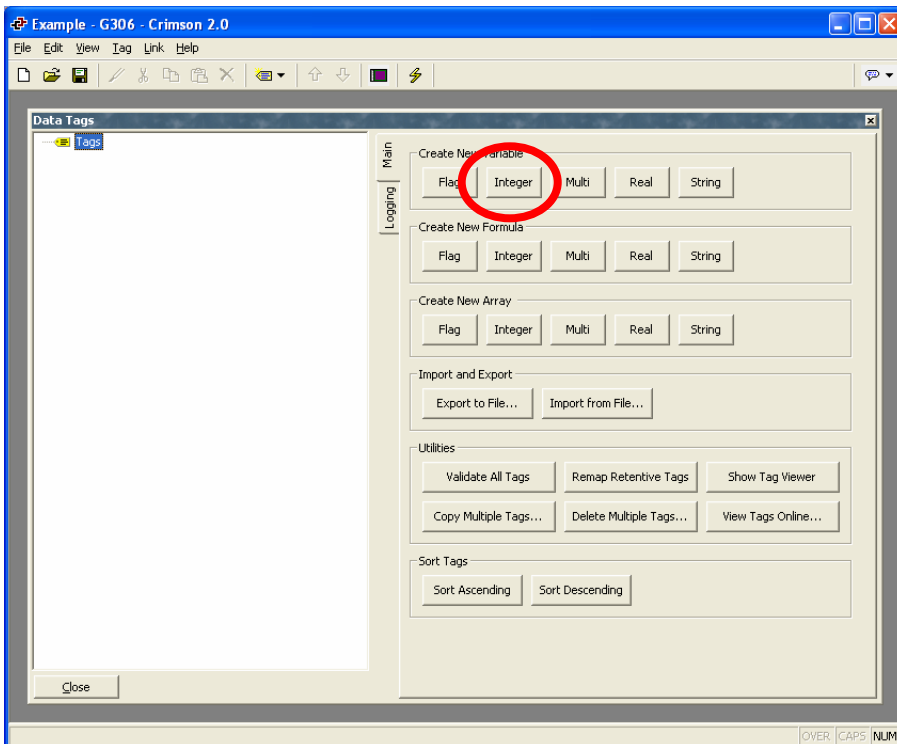 Example - G306 - Crimson 2.0
File Edit View Tag Link Help
Data Tags
Tags
Main
Logging
Create New Variable
Flag Integer Multi Real String
Create New Formula
Flag Integer Multi Real String
Create New Array
Flag Integer Multi Real String
Import and Export
Export to File... Import from File...
Utilities
Validate All Tags Remap Retentive Tags Show Tag Viewer
Copy Multiple Tags... Delete Multiple Tags... View Tags Online...
Sort Tags
Sort Ascending Sort Descending
Close
OVER CAPS NUM